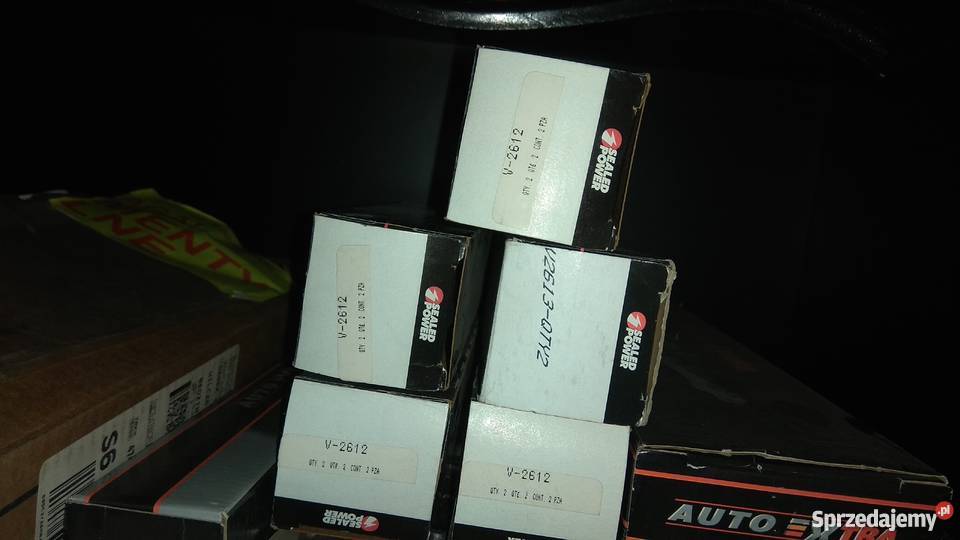 V-2612
QTY. 2 QTE. 2 CONT. 2 PZA
SEALED
POWER
V-2612
QTY. 2 QTE. 2 CONT. 2 PZA
SEALED
POWER
V2613-QTY2
SEALED
POWER
V-2612
QTY. 2 QTE. 2 CONT. 2 PZA
SEALED
POWER
V-2612
QTY. 2 QTE. 2 CONT. 2 PZA
POWER
S6
AUTO EXTRA
Sprzedajemy.pl